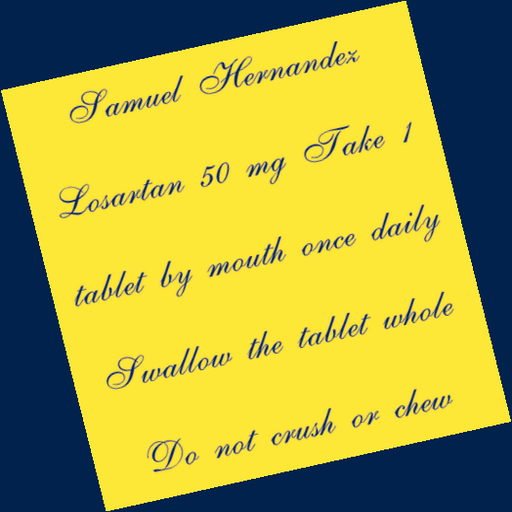 Samuel Hernandez
Losartan 50 mg Take 1
tablet by mouth once daily
Swallow the tablet whole
Do not crush or chew